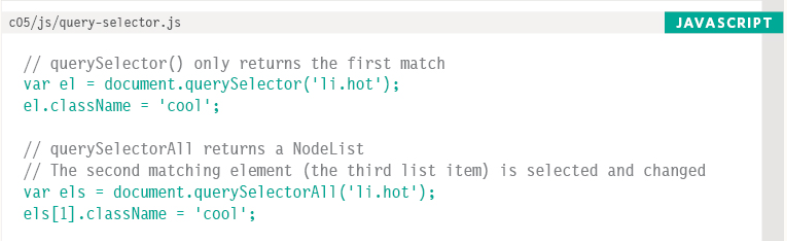 c05/js/query-selector.js
JAVASCRIPT
// querySelector() only returns the first match
var el = document.querySelector('li.hot');
el.className = 'cool';
// querySelectorAll returns a NodeList
// The second matching element (the third list item) is selected and changed
var els = document.querySelectorAll('li.hot');
els[1].className = 'cool';